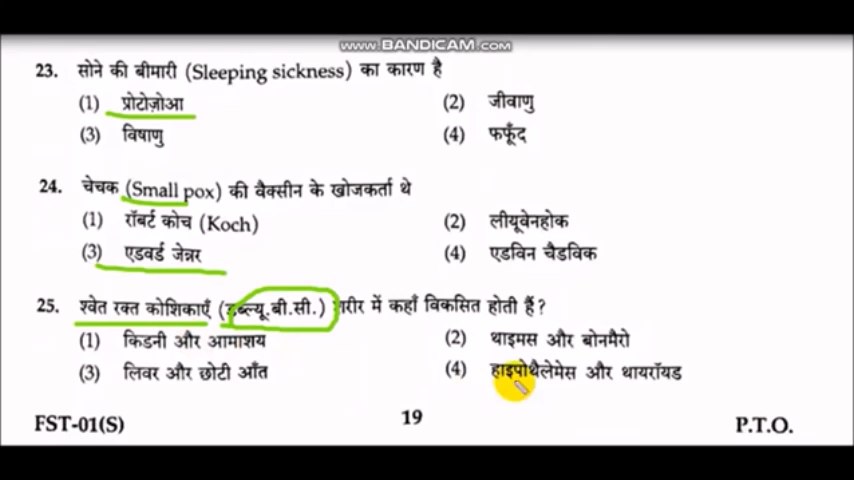 www.BANDICAM.com
23. सोने की बीमारी (Sleeping sickness) का कारण है
(1) प्रोटोज़ोआ (2) जीवाणु
(3) विषाणु (4) फफूँद
24. चेचक (Small pox) की वैक्सीन के खोजकर्ता थे
(1) रॉबर्ट कोच (Koch) (2) लीयूवेनहोक
(3) एडवर्ड जेन्नर (4) एडविन चैडविक
25. श्वेत रक्त कोशिकाएँ (डब्ल्यू.बी.सी.) शरीर में कहाँ विकसित होती हैं?
(1) किडनी और आमाशय (2) थाइमस और बोनमैरो
(3) लिवर और छोटी आँत (4) हाइपोथैलेमेस और थायरॉयड
FST-01(S) 19 P.T.O.